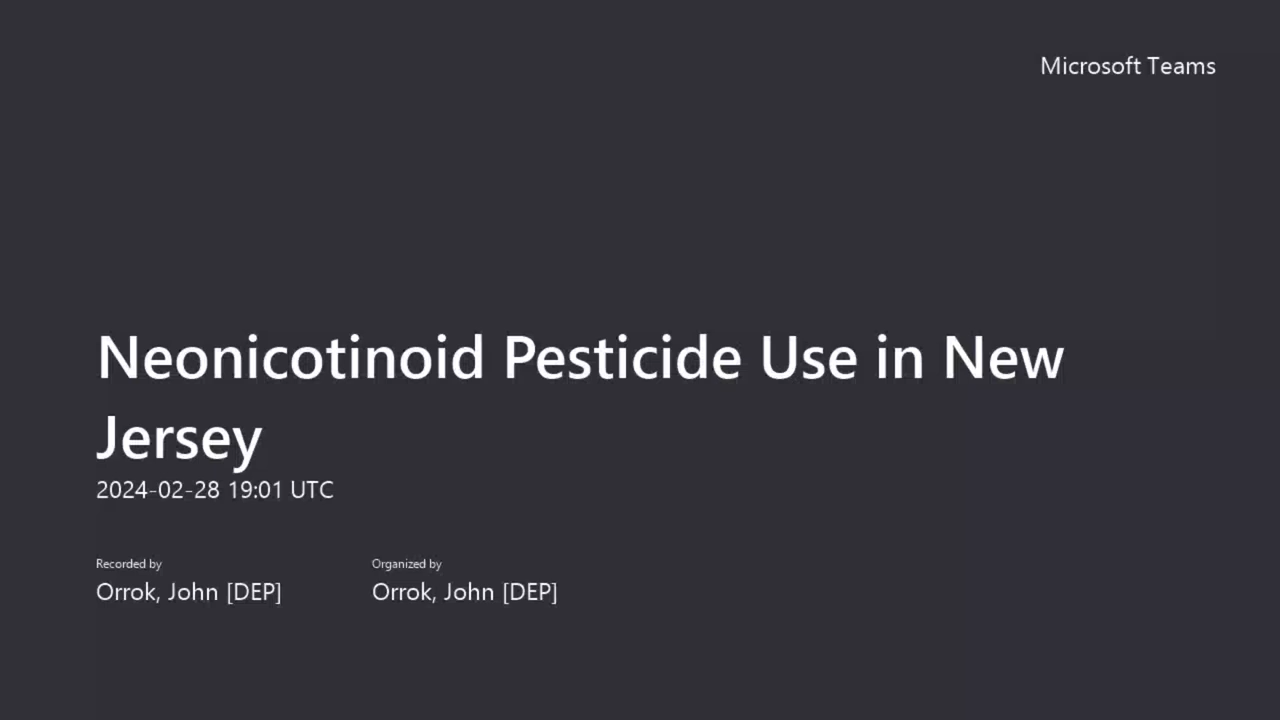 Microsoft Teams
Neonicotinoid Pesticide Use in New
Jersey
2024-02-28 19:01 UTC
Recorded by
Orrok, John [DEP]
Organized by
Orrok, John [DEP]